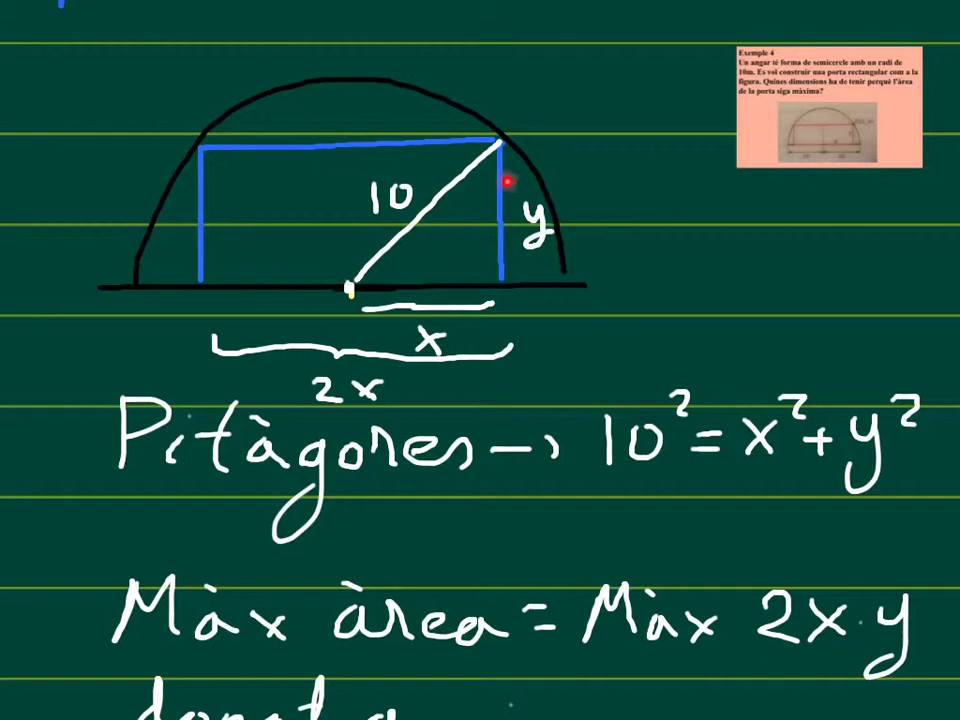 Exemple 4
Un angar té forma de semicercle amb un radi de
10m. Es vol construir una porta rectangular com a la
figura. Quines dimensions ha de tenir perquè l'àrea
de la porta siga màxima?
10
y
x
2x
Pitàgores → 10² = x² + y²
Màx àrea = Màx 2x·y